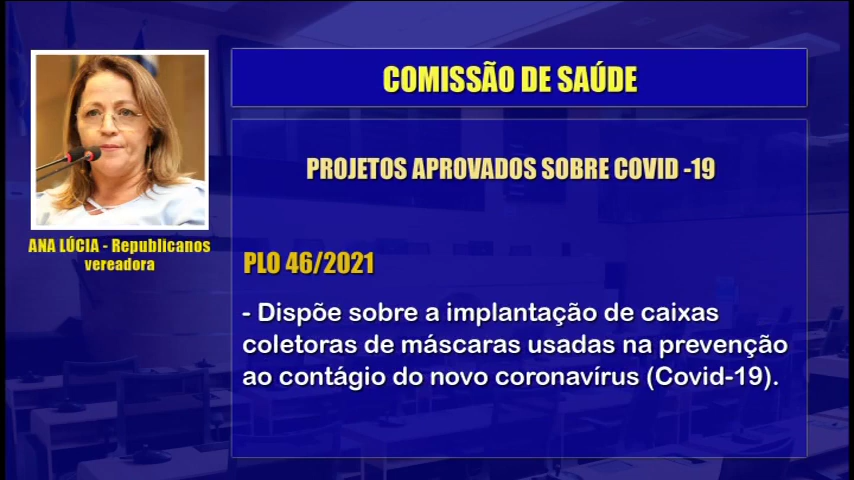 COMISSÃO DE SAÚDE
PROJETOS APROVADOS SOBRE COVID -19
ANA LÚCIA - Republicanos
vereadora
PLO 46/2021
- Dispõe sobre a implantação de caixas
coletoras de máscaras usadas na prevenção
ao contágio do novo coronavírus (Covid-19).